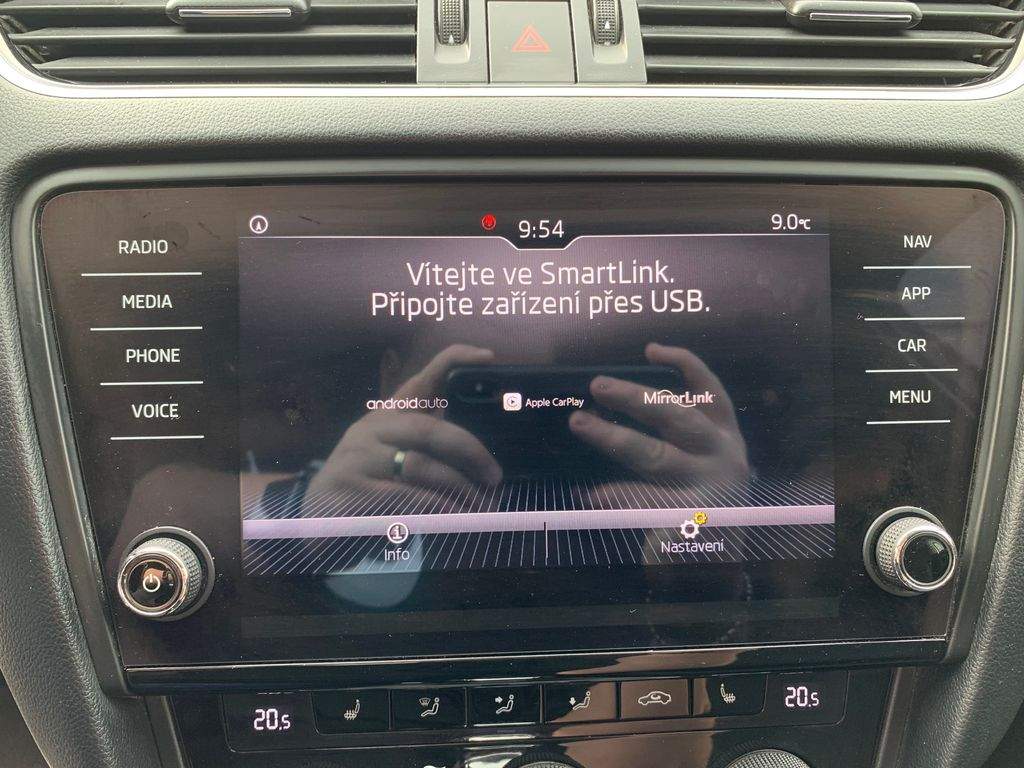 9:54
9.0°C
Vítejte ve SmartLink.
Připojte zařízení přes USB.
androidauto
Apple CarPlay
MirrorLink
Info
Nastavení
RADIO
MEDIA
PHONE
VOICE
NAV
APP
CAR
MENU
20.5
20.5